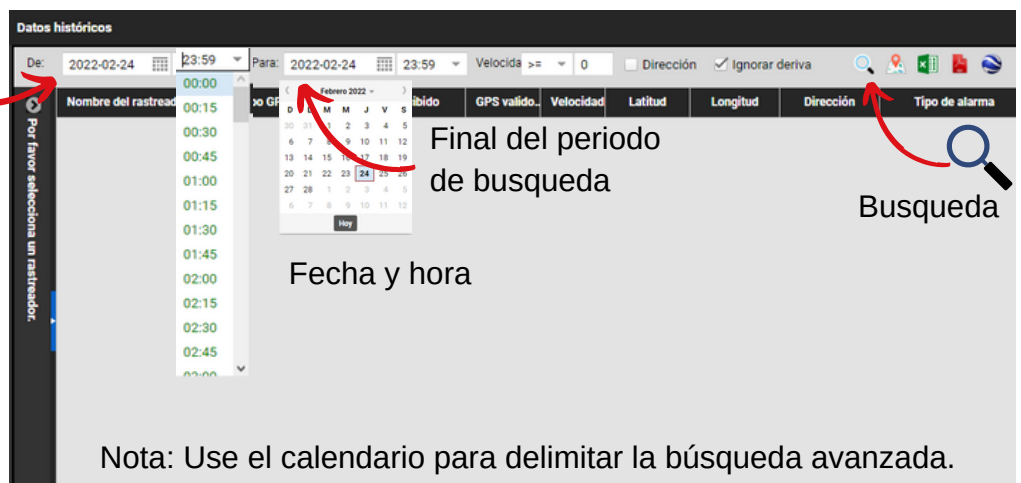 Datos históricos
De: 2022-02-24 23:59 Para: 2022-02-24 23:59 Velocida >= 0 Dirección Ignorar deriva
Nombre del rastread ibido GPS valido.. Velocidad Latitud Longitud Dirección Tipo de alarma
Por favor selecciona un rastreador.
00:00
00:15
00:30
00:45
01:00
01:15
01:30
01:45
02:00
02:15
02:30
02:45
03:00
Febrero 2022
D L M M J V S
30 31 1 2 3 4 5
6 7 8 9 10 11 12
13 14 15 16 17 18 19
20 21 22 23 24 25 26
27 28 1 2 3 4 5
6 7 8 9 10 11 12
Hoy
Final del periodo
de busqueda
Busqueda
Fecha y hora
Nota: Use el calendario para delimitar la búsqueda avanzada.